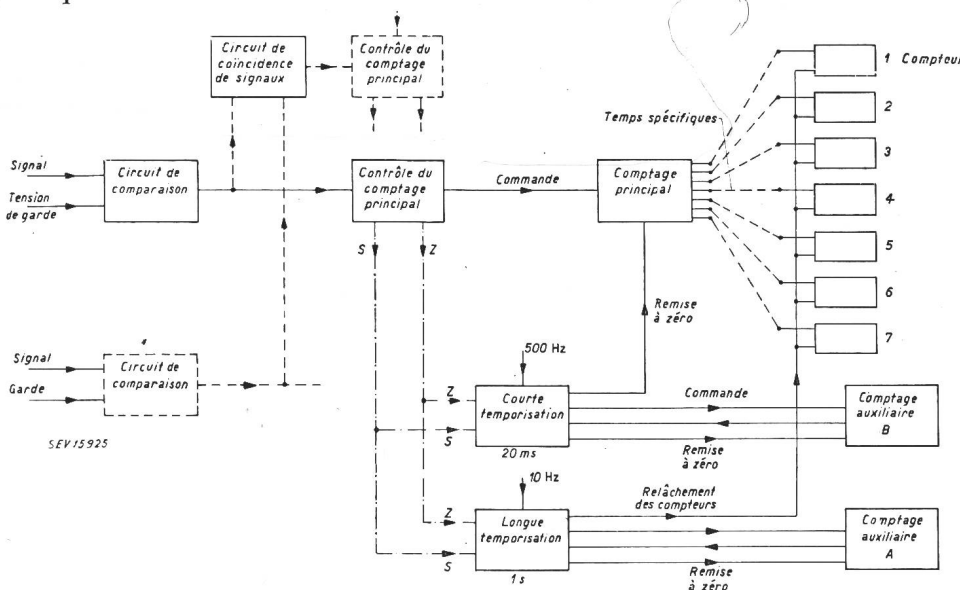 Circuit de
coïncidence
de signaux
Contrôle du
comptage
principal
1 Compteur
2
3
4
5
6
7
Temps spécifiques
Signal
Tension
de garde
Circuit de
comparaison
Contrôle du
comptage
principal
Commande
Comptage
principal
S
Z
Remise
à zéro
Signal
Garde
Circuit de
comparaison
SEV15925
500 Hz
Z
S
Courte
temporisation
20 ms
Commande
Remise
à zéro
Comptage
auxiliaire
B
10 Hz
Z
S
Longue
temporisation
1 s
Relâchement
des compteurs
Remise
à zéro
Comptage
auxiliaire
A